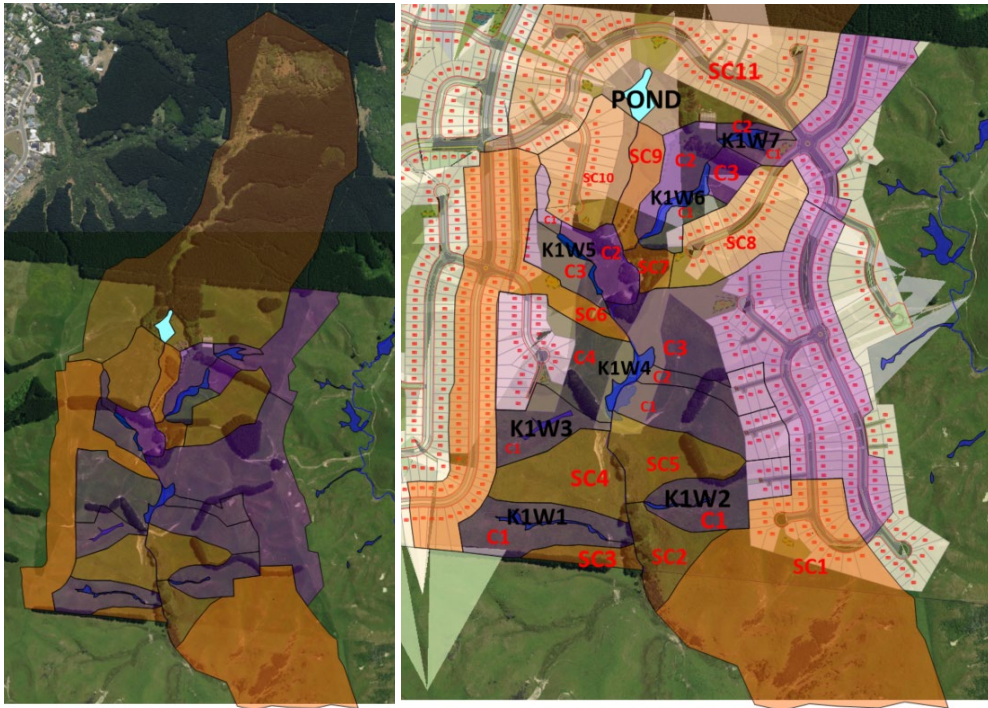 SC11
POND
C2
K1W7
C1
SC9
C2
C3
SC10
K1W6
C1
C1
SC8
K1W5
C2
C3
SC7
SC6
C3
C4
K1W4
C2
C1
K1W3
C1
SC5
SC4
K1W2
K1W1
C1
C1
SC3
SC2
SC1